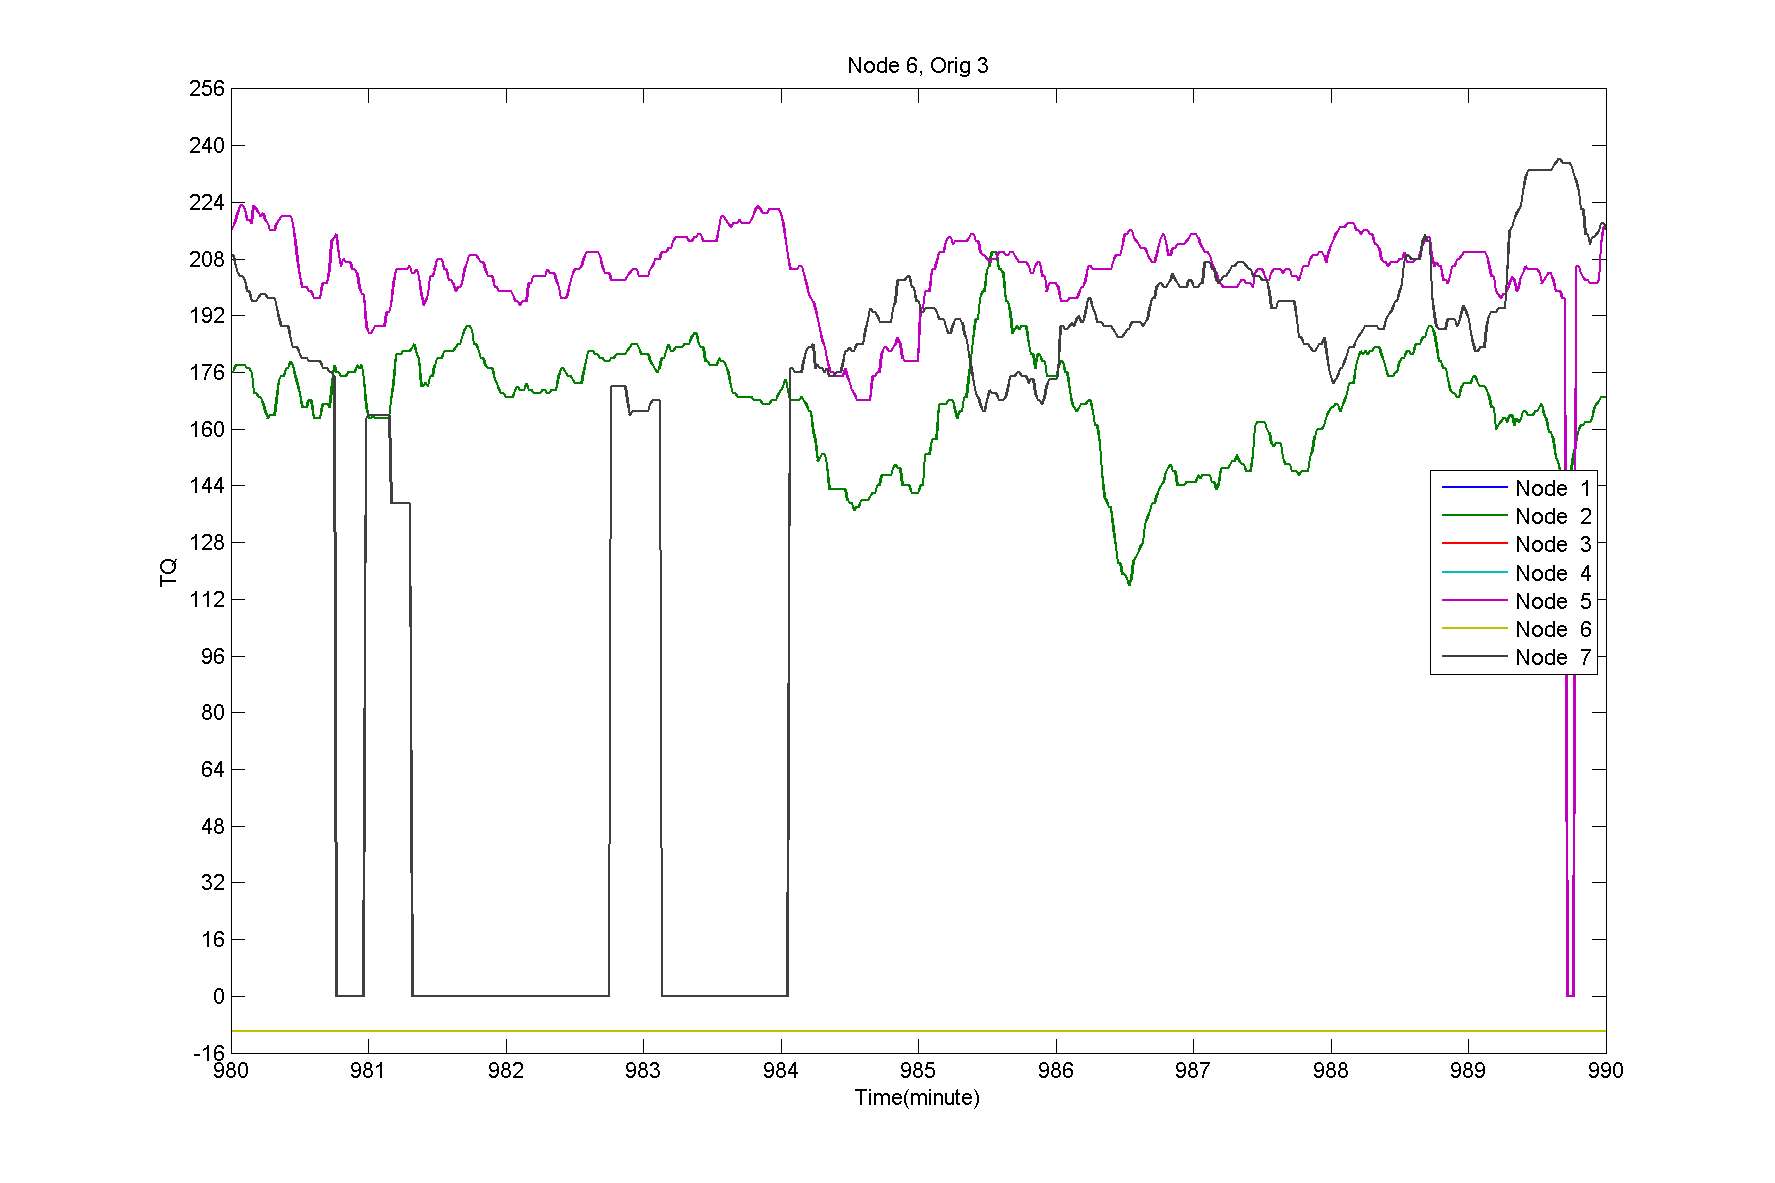 Node 6, Orig 3
256
240
224
208
192
176
160
144
128
112
96
80
64
48
32
16
0
-16
TQ
Node 1
Node 2
Node 3
Node 4
Node 5
Node 6
Node 7
980 981 982 983 984 985 986 987 988 989 990
Time(minute)